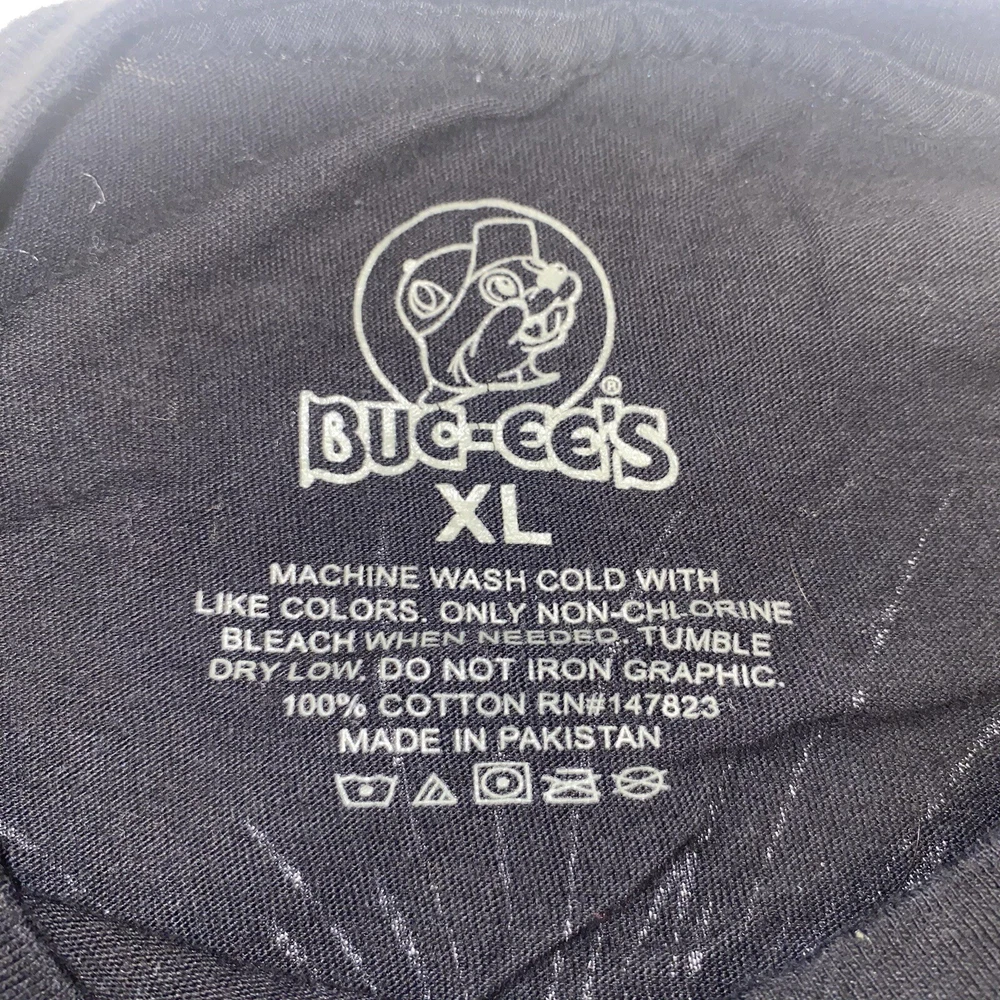 BUC-EE'S®
XL
MACHINE WASH COLD WITH
LIKE COLORS. ONLY NON-CHLORINE
BLEACH WHEN NEEDED. TUMBLE
DRY LOW. DO NOT IRON GRAPHIC.
100% COTTON RN#147823
MADE IN PAKISTAN